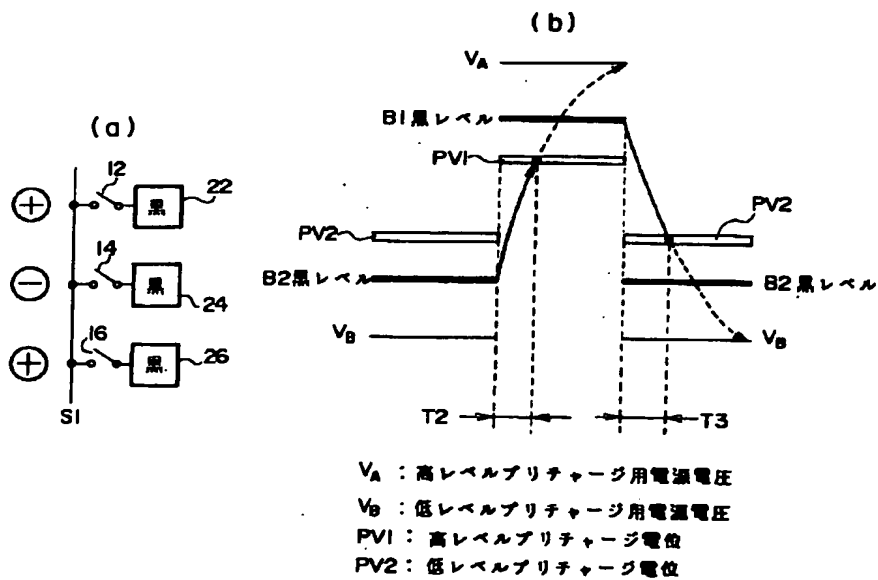 (a)
12
黒
22
14
黒
24
16
黒
26
S1
(b)
VA
B1黒レベル
PV1
PV2
PV2
B2黒レベル
B2黒レベル
VB
VB
T2
T3
VA：高レベルプリチャージ用電源電圧
VB：低レベルプリチャージ用電源電圧
PV1：高レベルプリチャージ電位
PV2：低レベルプリチャージ電位